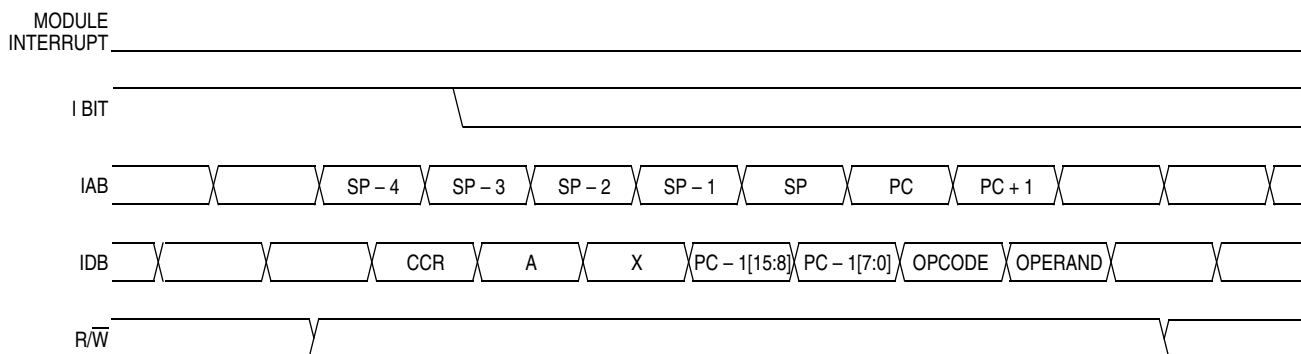 MODULE
INTERRUPT
I BIT
IAB SP – 4 SP – 3 SP – 2 SP – 1 SP PC PC + 1
IDB CCR A X PC – 1[15:8] PC – 1[7:0] OPCODE OPERAND
R/W̅